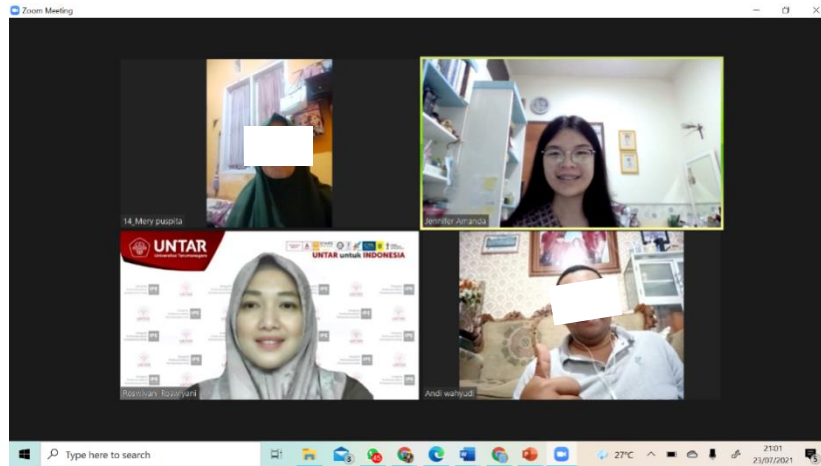 Zoom Meeting
14_Mery puspita
Jennifer Amanda
UNTAR
Universitas Tarumanagara
UNTAR untuk INDONESIA
Roswiyani Roswiyani
Andi wahyudi
Type here to search
27°C
21:01
23/07/2021